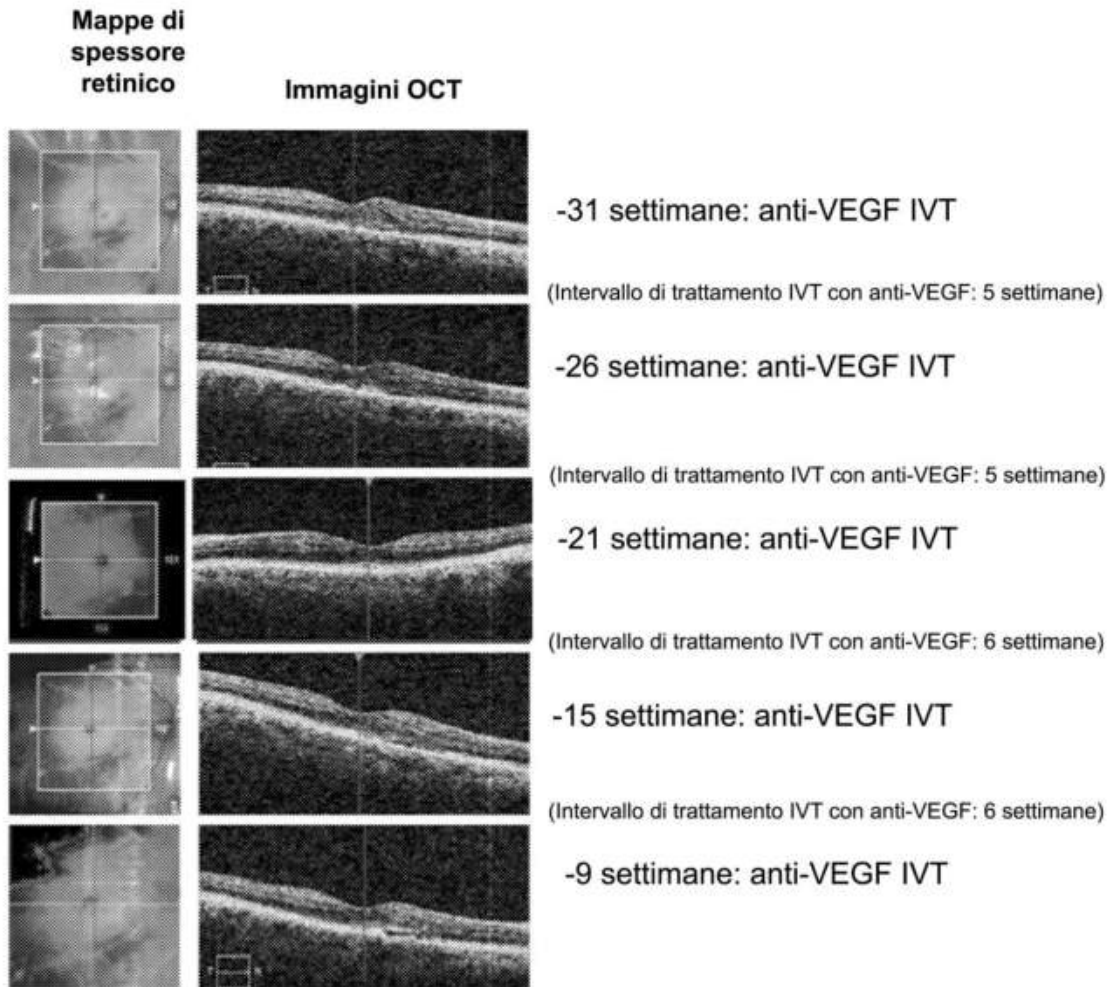 Mappe di
spessore
retinico
Immagini OCT
-31 settimane: anti-VEGF IVT
(Intervallo di trattamento IVT con anti-VEGF: 5 settimane)
-26 settimane: anti-VEGF IVT
(Intervallo di trattamento IVT con anti-VEGF: 5 settimane)
-21 settimane: anti-VEGF IVT
(Intervallo di trattamento IVT con anti-VEGF: 6 settimane)
-15 settimane: anti-VEGF IVT
(Intervallo di trattamento IVT con anti-VEGF: 6 settimane)
-9 settimane: anti-VEGF IVT